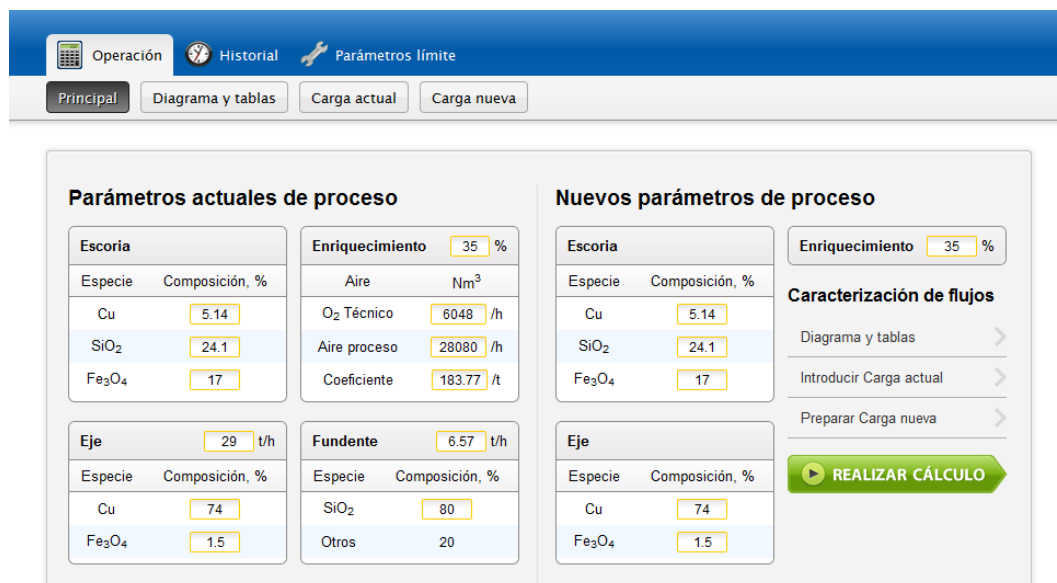 Operación Historial Parámetros límite
Principal Diagrama y tablas Carga actual Carga nueva
Parámetros actuales de proceso
Escoria
Especie Composición, %
Cu 5.14
SiO₂ 24.1
Fe₃O₄ 17
Enriquecimiento 35 %
Aire Nm³
O₂ Técnico 6048 /h
Aire proceso 28080 /h
Coeficiente 183.77 /t
Eje 29 t/h
Especie Composición, %
Cu 74
Fe₃O₄ 1.5
Fundente 6.57 t/h
Especie Composición, %
SiO₂ 80
Otros 20
Nuevos parámetros de proceso
Escoria
Especie Composición, %
Cu 5.14
SiO₂ 24.1
Fe₃O₄ 17
Eje
Especie Composición, %
Cu 74
Fe₃O₄ 1.5
Enriquecimiento 35 %
Caracterización de flujos
Diagrama y tablas
Introducir Carga actual
Preparar Carga nueva
REALIZAR CÁLCULO